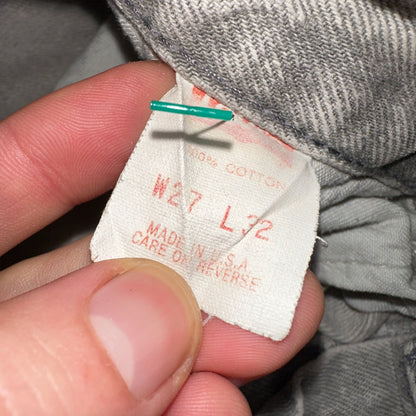 100% COTTON
W27 L32
MADE IN U.S.A.
CARE ON REVERSE